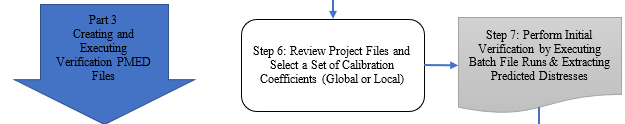 Part 3
Creating and
Executing
Verification PMED
Files
Step 6: Review Project Files and
Select a Set of Calibration
Coefficients (Global or Local)
Step 7: Perform Initial
Verification by Executing
Batch File Runs & Extracting
Predicted Distresses